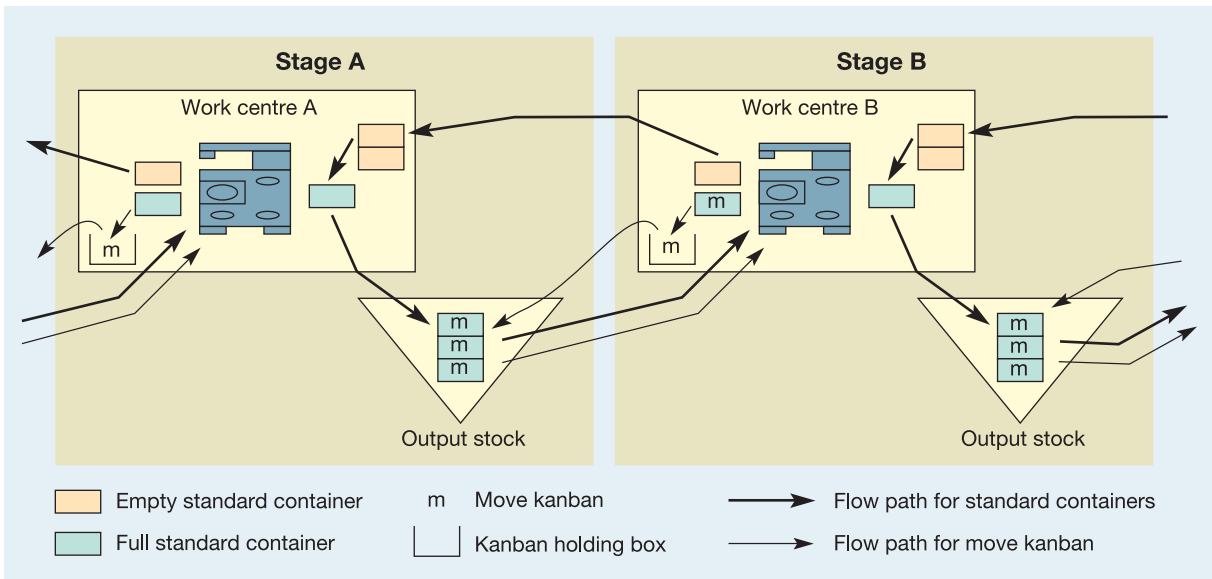 Stage A
Stage B
Work centre A
Work centre B
m
m
m
m
m
m
m
m
m
Output stock
Output stock
Empty standard container
m Move kanban
Flow path for standard containers
Full standard container
Kanban holding box
Flow path for move kanban